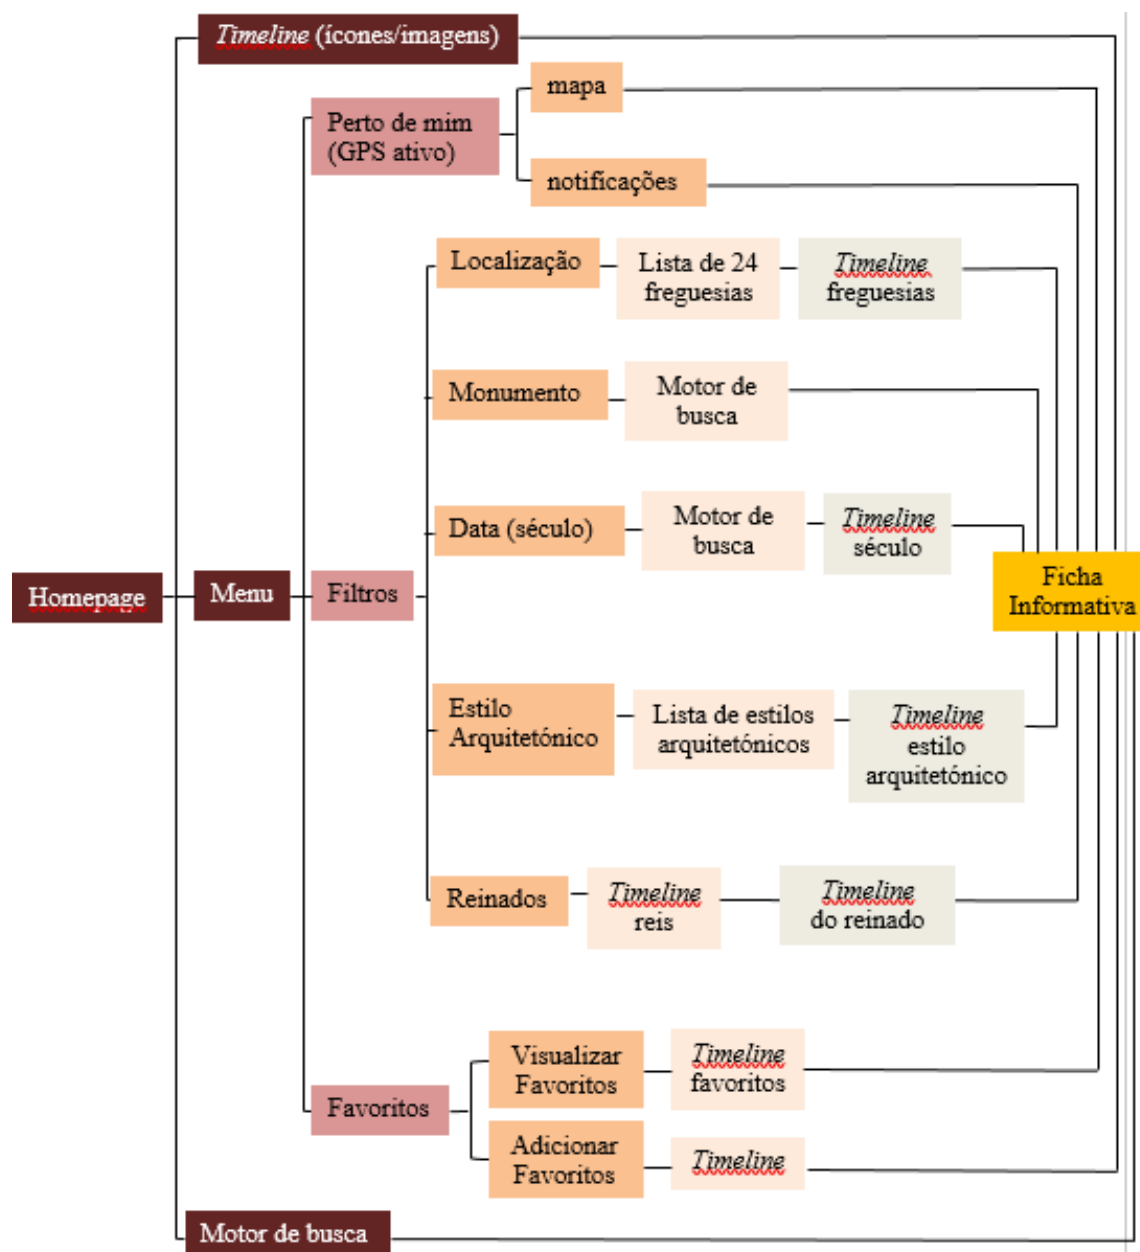 Timeline (ícones/imagens)
mapa
Perto de mim
(GPS ativo)
notificações
Localização
Lista de 24
freguesias
Timeline
freguesias
Monumento
Motor de
busca
Data (século)
Motor de
busca
Timeline
século
Homepage
Menu
Filtros
Ficha
Informativa
Estilo
Arquitetónico
Lista de estilos
arquitetónicos
Timeline
estilo
arquitetónico
Reinados
Timeline
reis
Timeline
do reinado
Visualizar
Favoritos
Timeline
favoritos
Favoritos
Adicionar
Favoritos
Timeline
Motor de busca